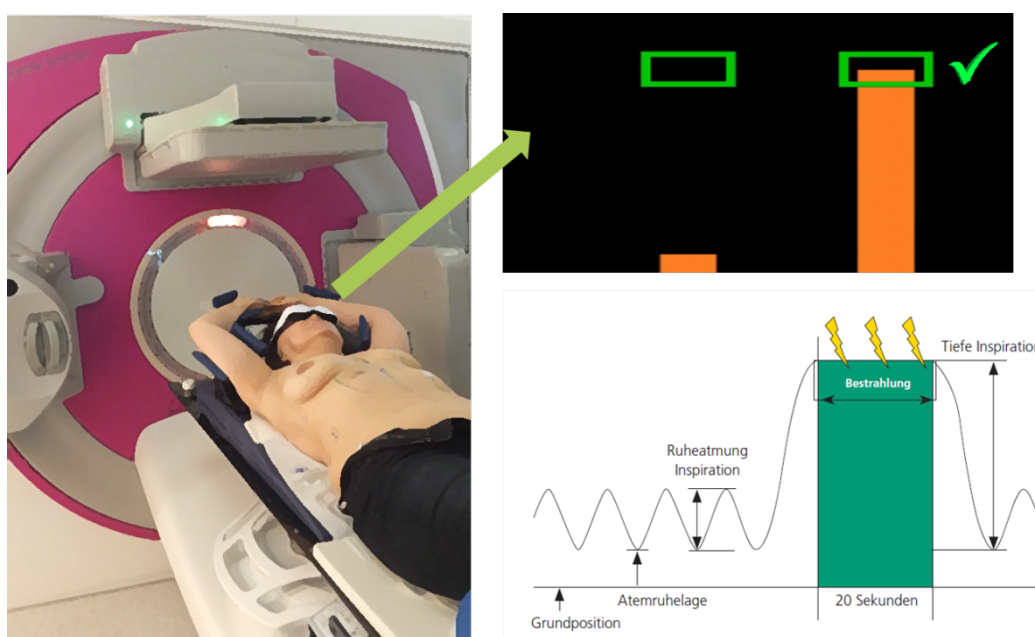 Tiefe Inspiration
Bestrahlung
Ruheatmung
Inspiration
Atemruhelage
20 Sekunden
Grundposition